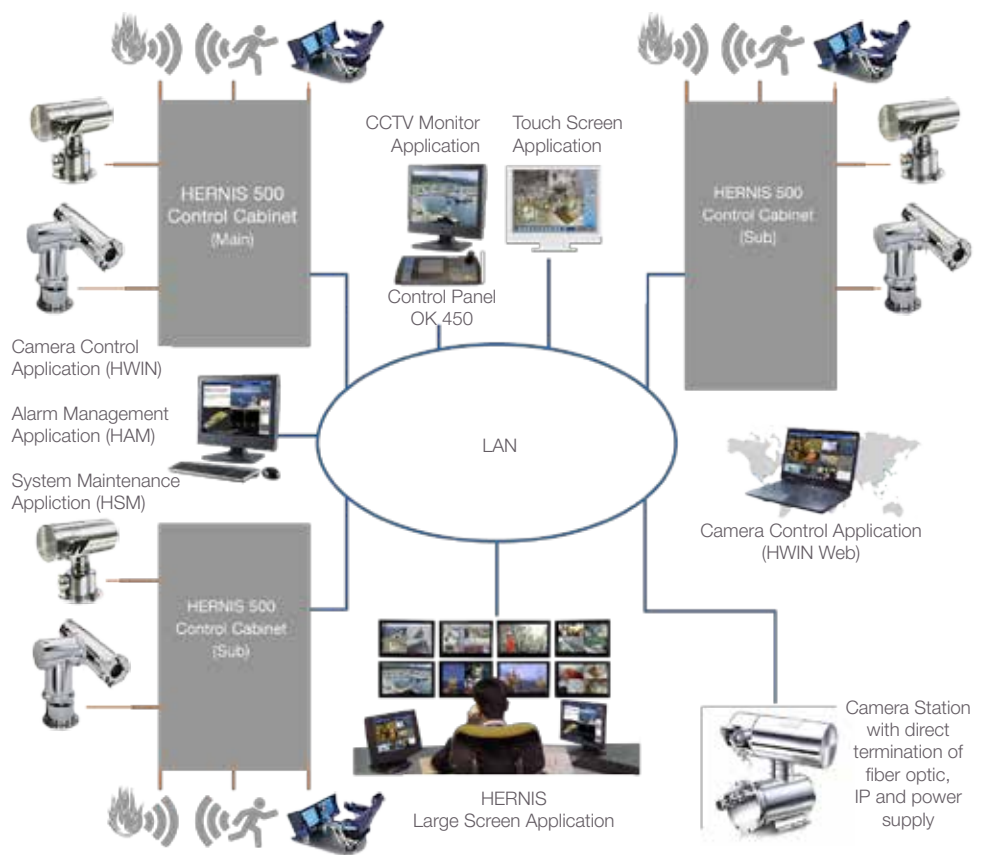 CCTV Monitor
Application
Touch Screen
Application
HERNIS 500
Control Cabinet
(Main)
HERNIS 500
Control Cabinet
(Sub)
Control Panel
OK 450
Camera Control
Application (HWIN)
Alarm Management
Application (HAM)
System Maintenance
Appliction (HSM)
LAN
Camera Control Application
(HWIN Web)
HERNIS 500
Control Cabinet
(Sub)
HERNIS
Large Screen Application
Camera Station
with direct
termination of
fiber optic,
IP and power
supply